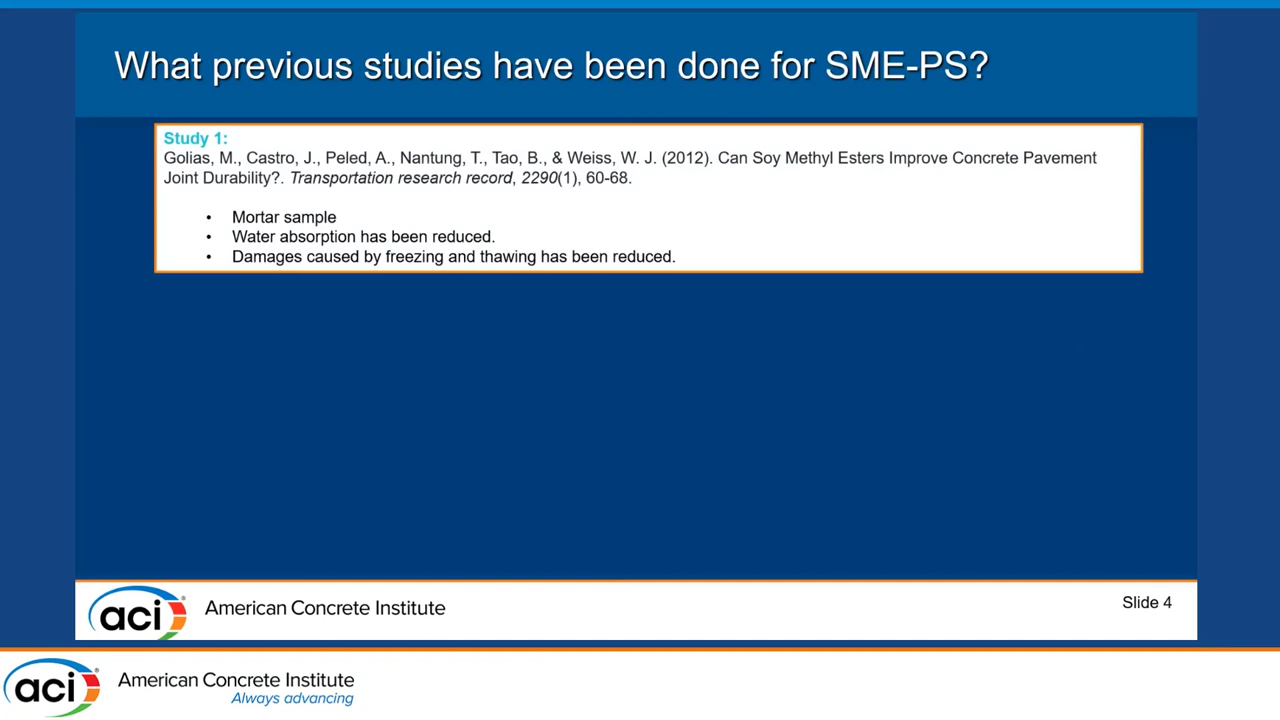 What previous studies have been done for SME-PS?
Study 1:
Golias, M., Castro, J., Peled, A., Nantung, T., Tao, B., & Weiss, W. J. (2012). Can Soy Methyl Esters Improve Concrete Pavement
Joint Durability?. Transportation research record, 2290(1), 60-68.
• Mortar sample
• Water absorption has been reduced.
• Damages caused by freezing and thawing has been reduced.
aci® American Concrete Institute
Slide 4
aci® American Concrete Institute
Always advancing